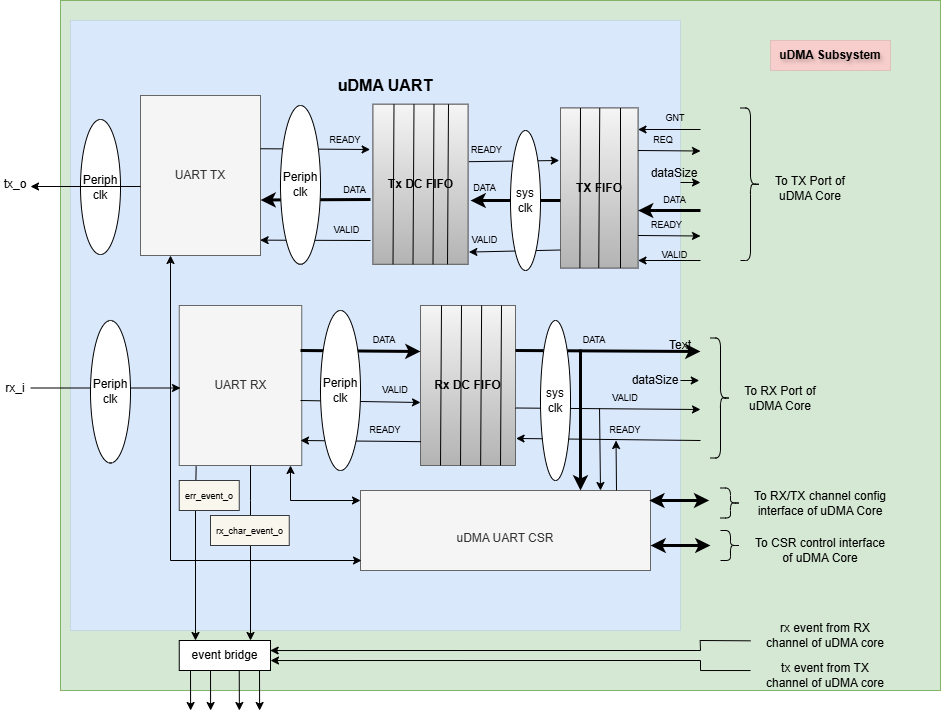 uDMA Subsystem
uDMA UART
tx_o
Periph
clk
UART TX
Periph
clk
READY
DATA
VALID
Tx DC FIFO
READY
DATA
VALID
sys
clk
TX FIFO
GNT
REQ
dataSize
DATA
READY
VALID
To TX Port of
uDMA Core
rx_i
Periph
clk
UART RX
Periph
clk
DATA
VALID
READY
Rx DC FIFO
sys
clk
DATA
Text
dataSize
VALID
READY
To RX Port of
uDMA Core
err_event_o
rx_char_event_o
uDMA UART CSR
To RX/TX channel config
interface of uDMA Core
To CSR control interface
of uDMA Core
event bridge
rx event from RX
channel of uDMA core
tx event from TX
channel of uDMA core